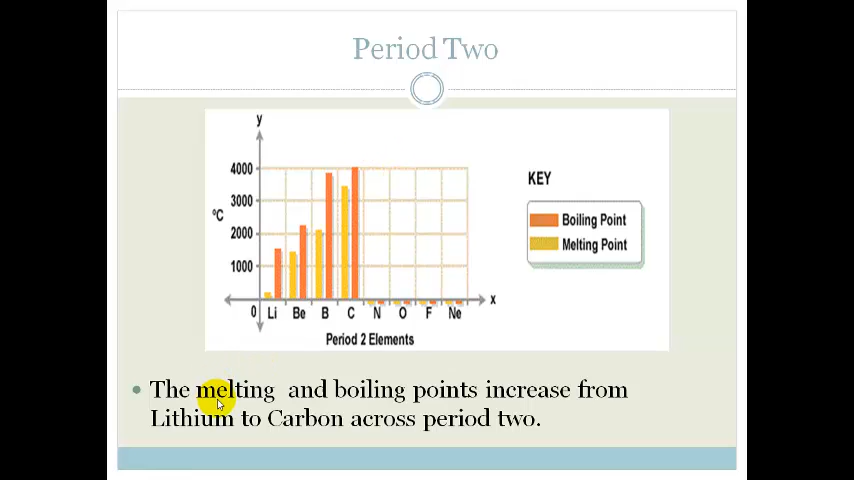 Period Two
y
4000
3000
2000
1000
0
°C
Li Be B C N O F Ne
x
Period 2 Elements
KEY
Boiling Point
Melting Point
• The melting and boiling points increase from
Lithium to Carbon across period two.